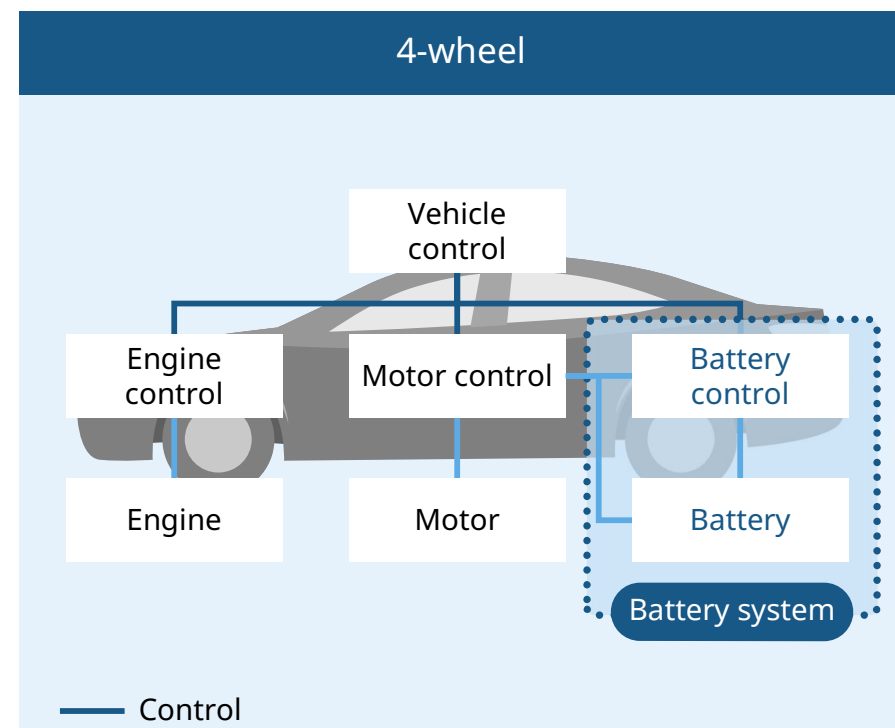 4-wheel
Vehicle
control
Engine
control
Motor control
Battery
control
Engine
Motor
Battery
Battery system
Control